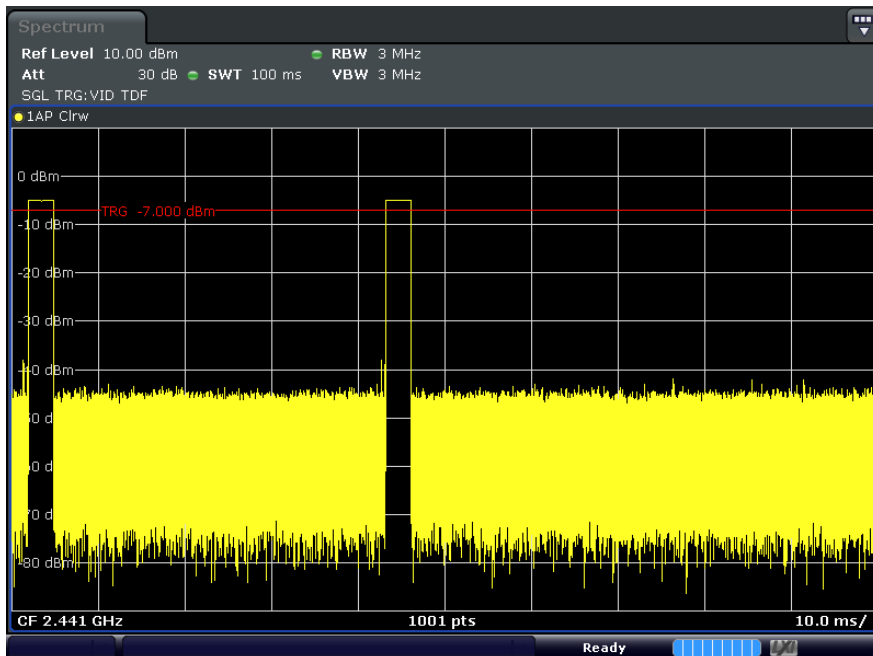 Spectrum
Ref Level 10.00 dBm RBW 3 MHz
Att 30 dB SWT 100 ms VBW 3 MHz
SGL TRG:VID TDF
1AP Clrw
0 dBm
TRG -7.000 dBm
-10 dBm
-20 dBm
-30 dBm
-40 dBm
CF 2.441 GHz 1001 pts 10.0 ms/
-80 dBm
Ready